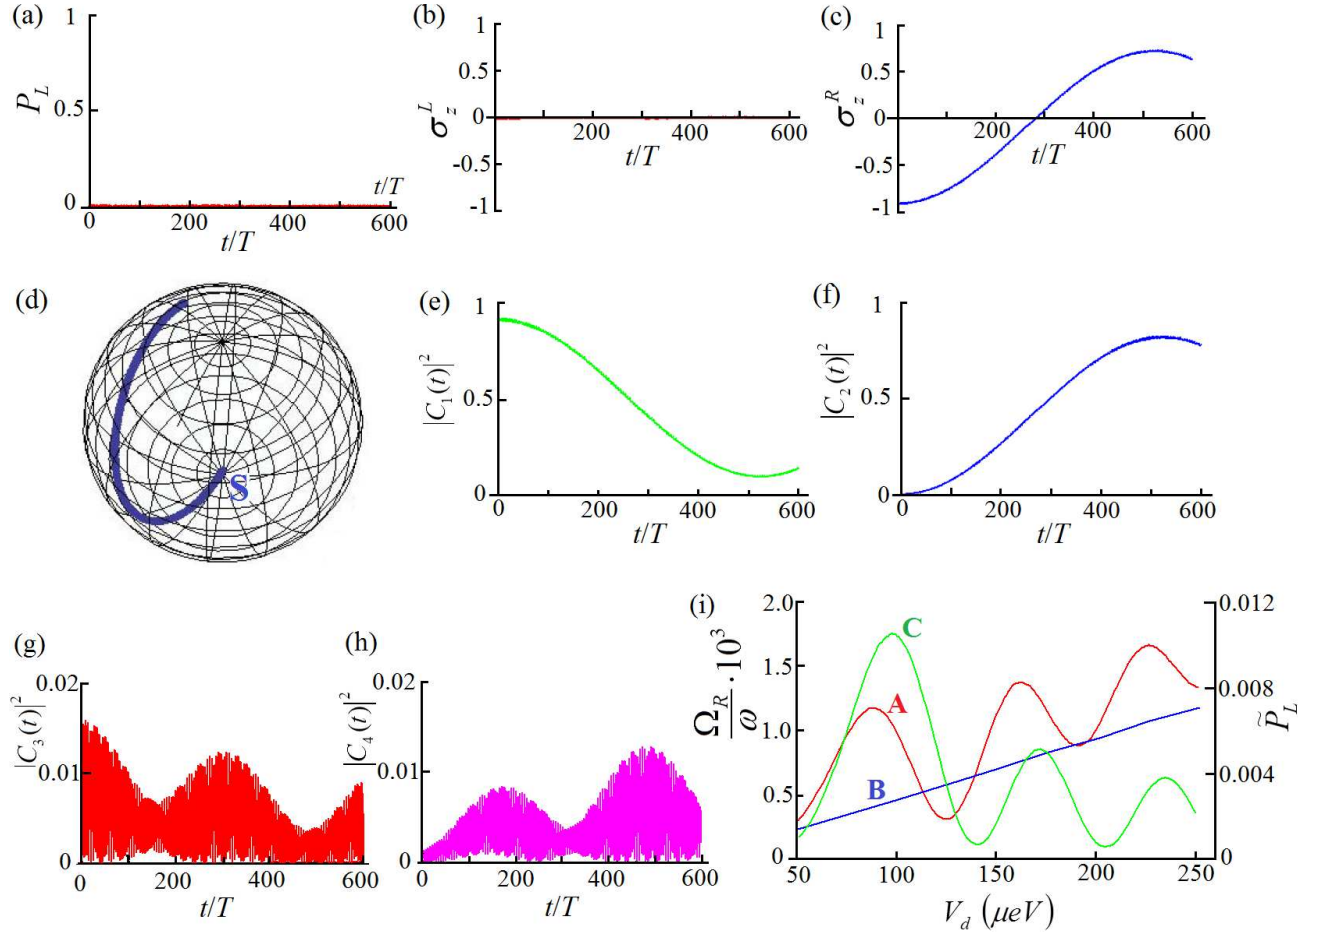 (a)
1
0.5
0
P_L
t/T
0 200 400 600
t/T
(b)
1
0.5
0
-0.5
-1
σ_z^L
200 400 600
t/T
(c)
1
0.5
0
-0.5
-1
σ_z^R
200 400 600
t/T
(d)
S
(e)
1
0.5
0
|C_1(t)|^2
0 200 400 600
t/T
(f)
1
0.5
0
|C_2(t)|^2
0 200 400 600
t/T
(g)
0.02
0.01
0
|C_3(t)|^2
0 200 400 600
t/T
(h)
0.02
0.01
0
|C_4(t)|^2
0 200 400 600
t/T
(i)
2.0
1.5
1.0
0.5
0
Ω_R/ω · 10^3
C
A
B
0.012
0.008
0.004
0
P̃_L
50 100 150 200 250
V_d (μeV)